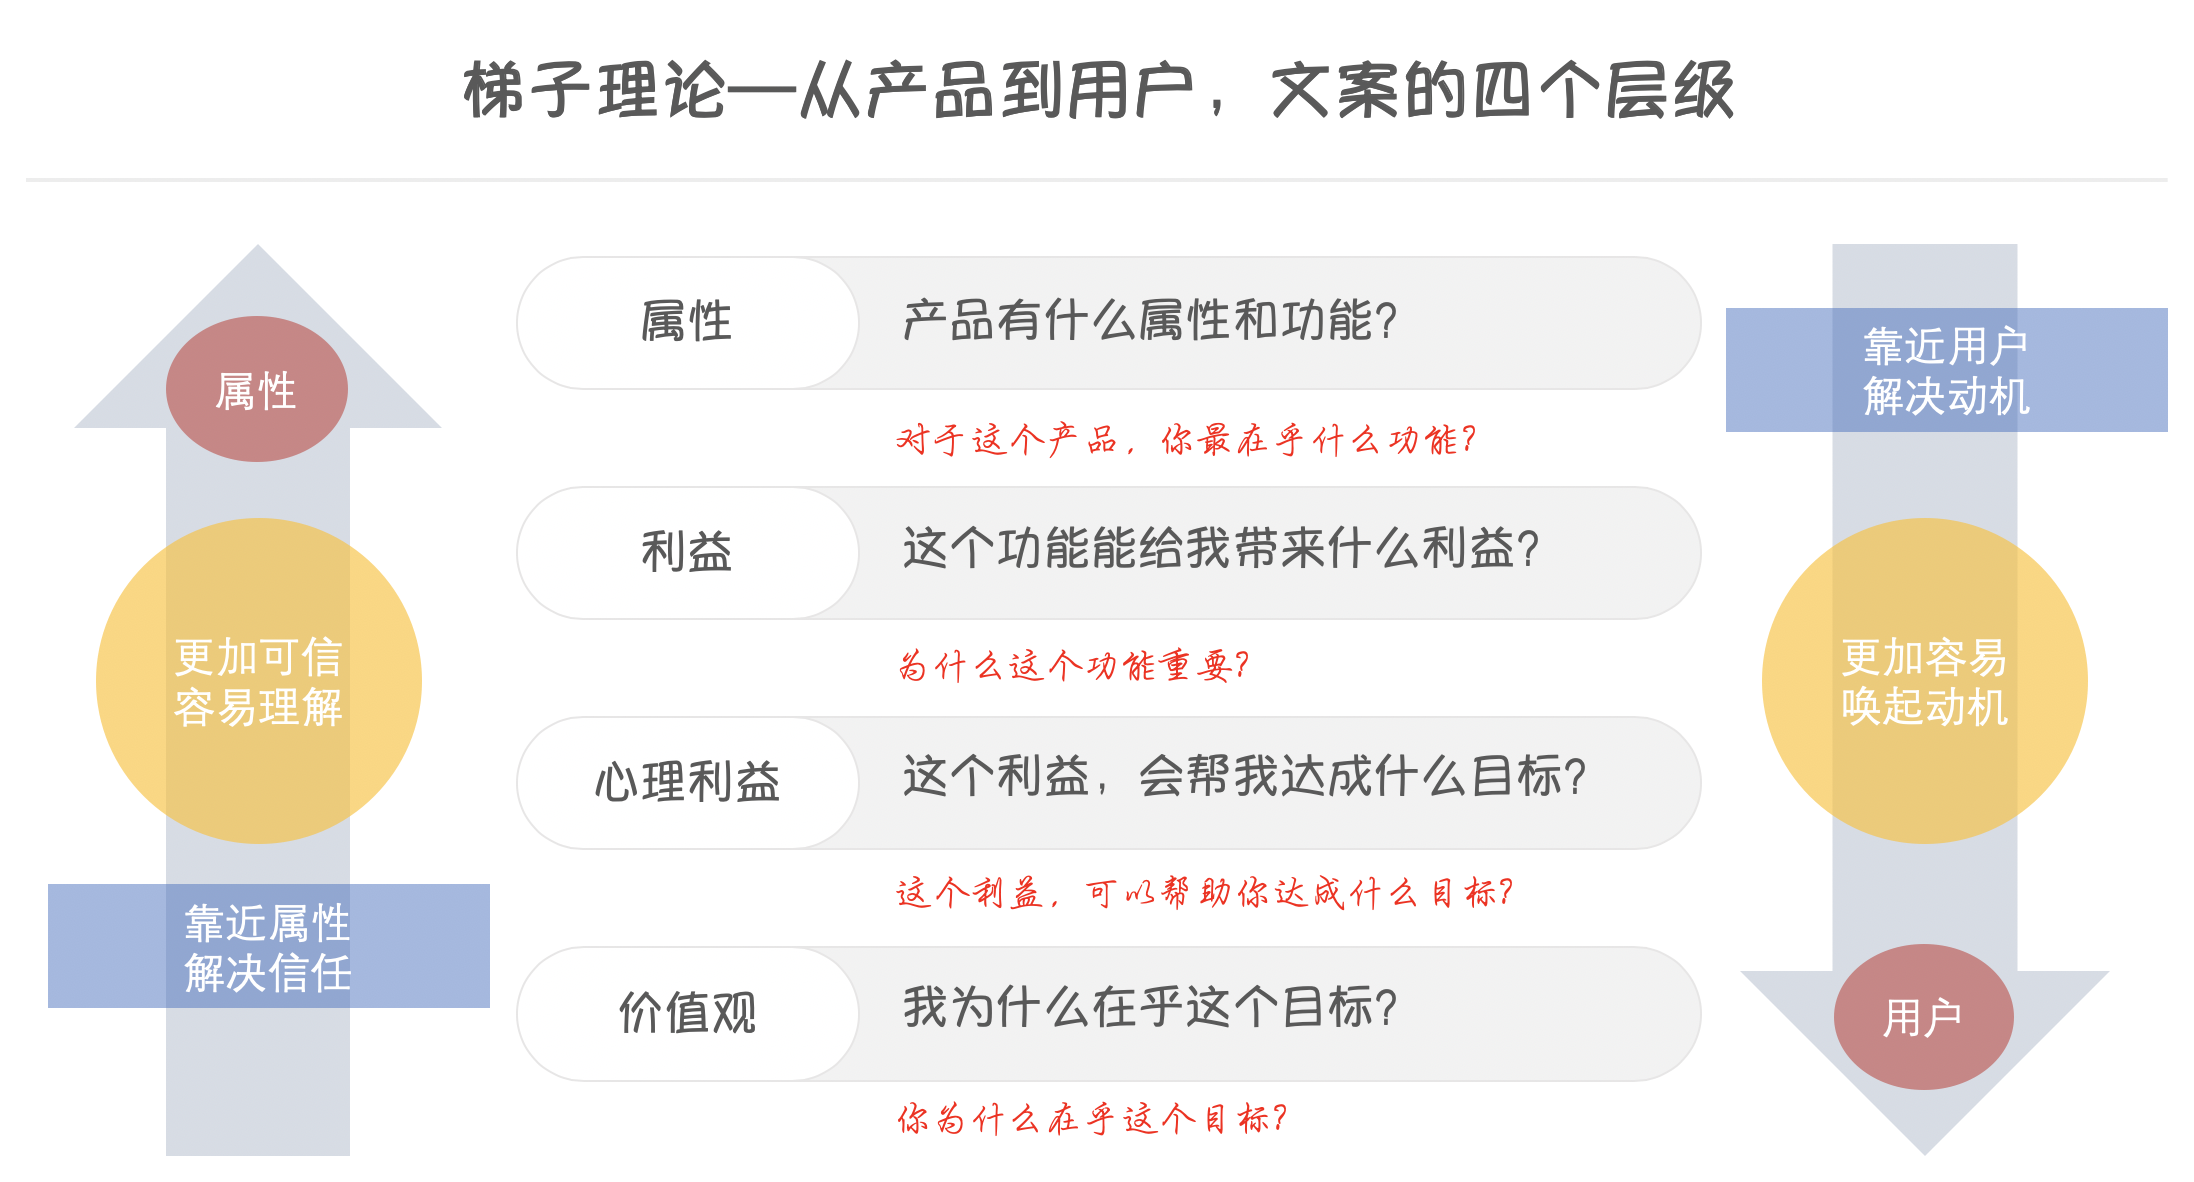 梯子理论—从产品到用户，文案的四个层级
属性
更加可信
容易理解
靠近属性
解决信任
属性
产品有什么属性和功能?
对于这个产品，你最在乎什么功能?
利益
这个功能能给我带来什么利益?
为什么这个功能重要?
心理利益
这个利益，会帮我达成什么目标?
这个利益，可以帮助你达成什么目标?
价值观
我为什么在乎这个目标?
你为什么在乎这个目标?
靠近用户
解决动机
更加容易
唤起动机
用户